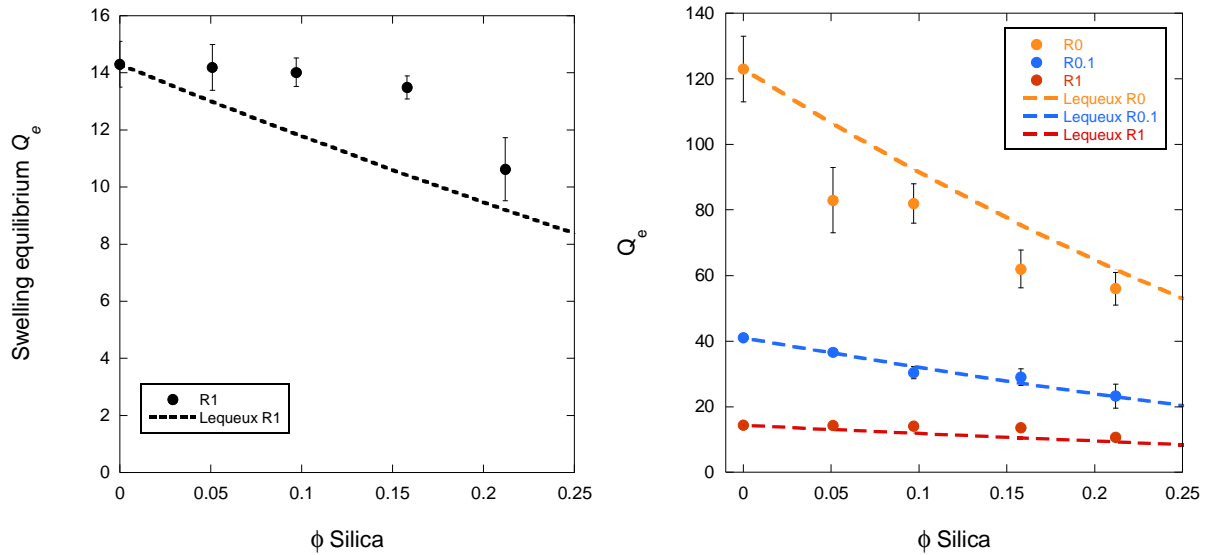 16
14
12
10
8
6
4
2
0
Swelling equilibrium Qe
R1
Lequeux R1
0 0.05 0.1 0.15 0.2 0.25
ϕ Silica
140
120
100
80
60
40
20
0
Qe
R0
R0.1
R1
Lequeux R0
Lequeux R0.1
Lequeux R1
0 0.05 0.1 0.15 0.2 0.25
ϕ Silica